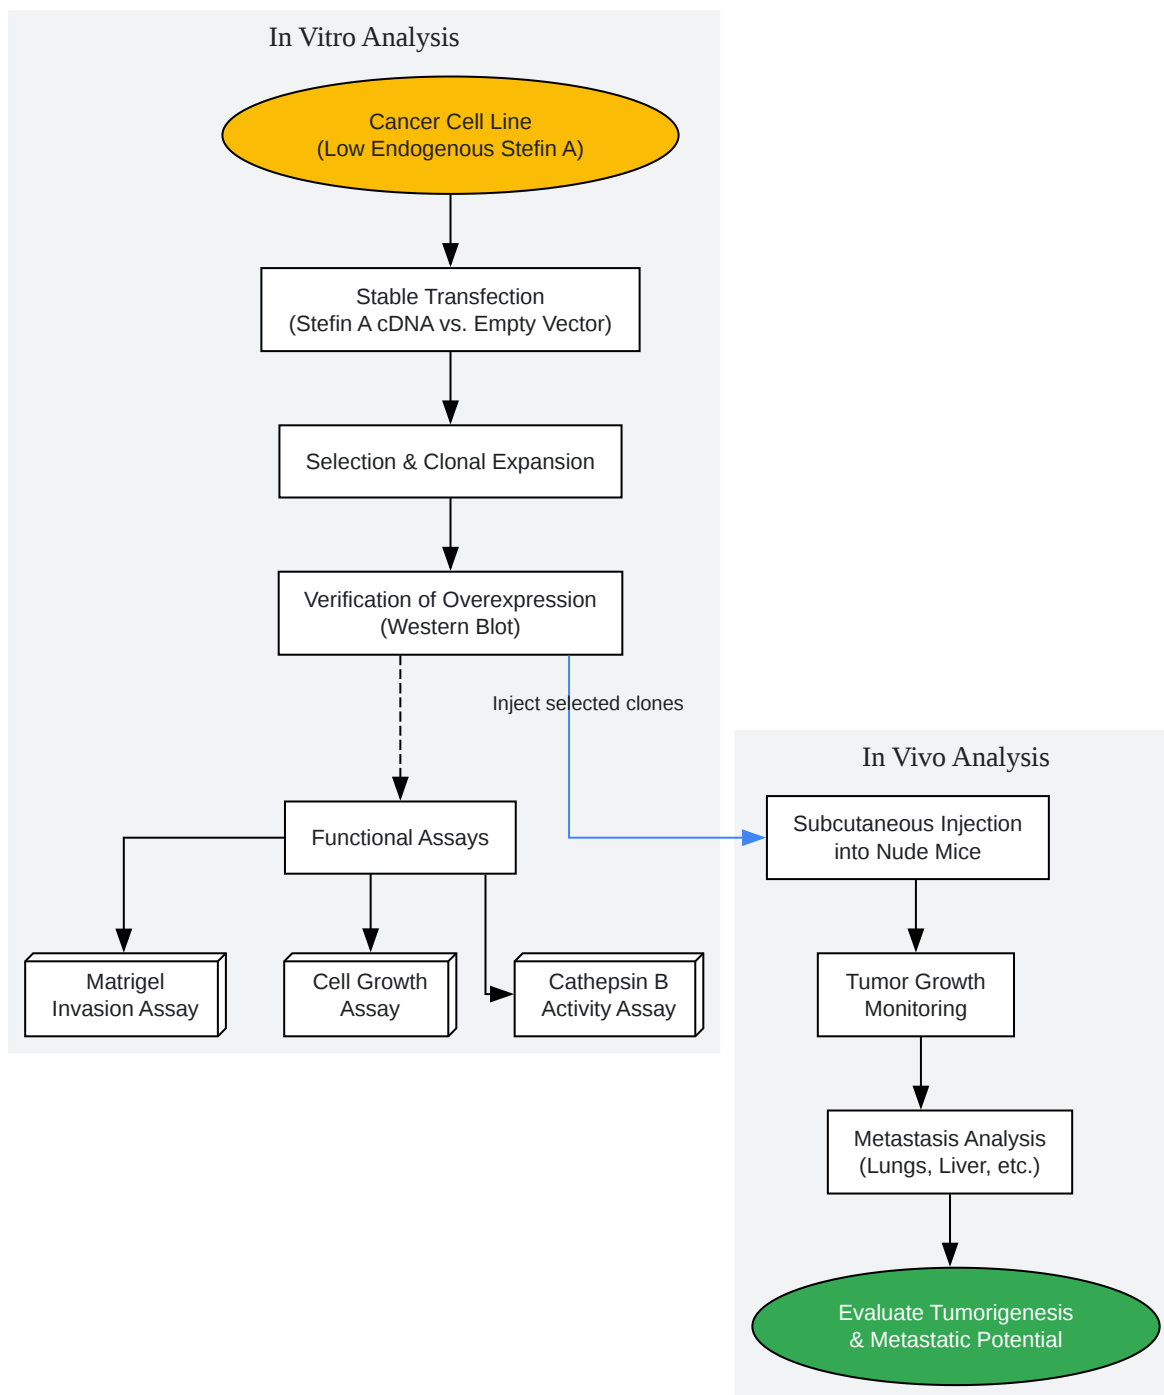 In Vitro Analysis
Cancer Cell Line
(Low Endogenous Stefin A)
Stable Transfection
(Stefin A cDNA vs. Empty Vector)
Selection & Clonal Expansion
Verification of Overexpression
(Western Blot)
Inject selected clones
Functional Assays
Matrigel
Invasion Assay
Cell Growth
Assay
Cathepsin B
Activity Assay
In Vivo Analysis
Subcutaneous Injection
into Nude Mice
Tumor Growth
Monitoring
Metastasis Analysis
(Lungs, Liver, etc.)
Evaluate Tumorigenesis
& Metastatic Potential